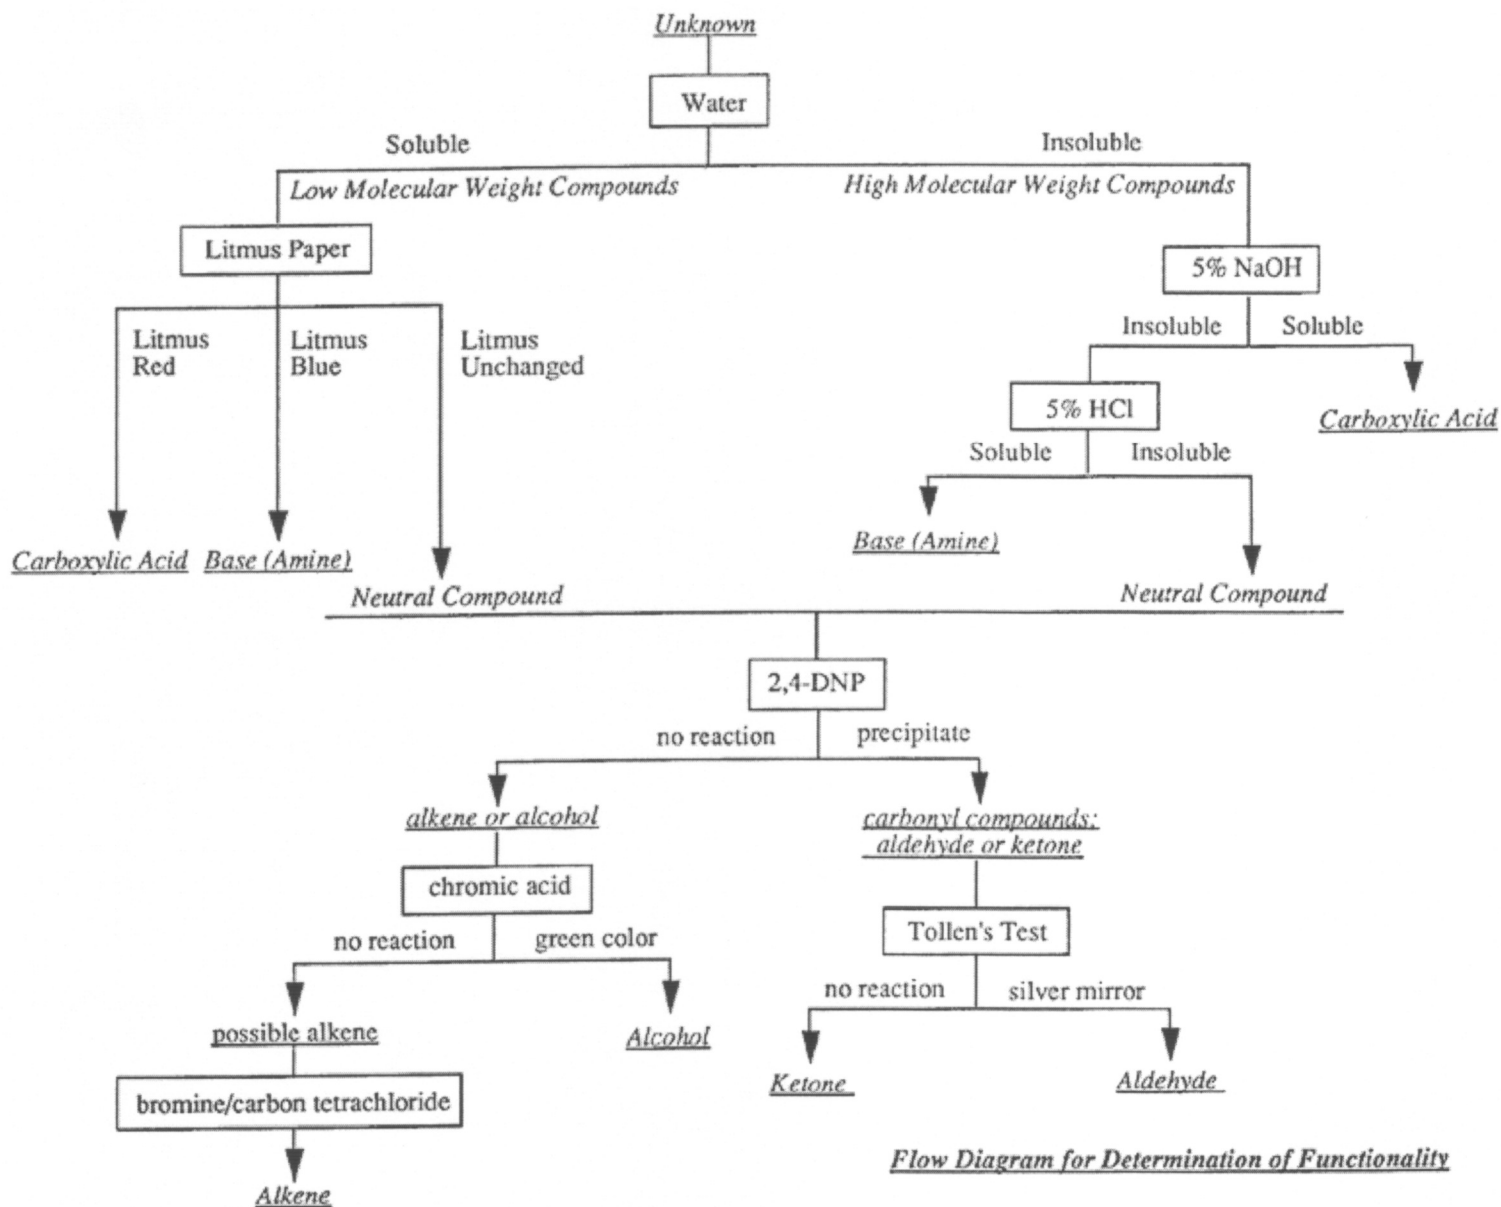 Unknown
Water
Soluble
Insoluble
Low Molecular Weight Compounds
High Molecular Weight Compounds
Litmus Paper
5% NaOH
Litmus
Red
Litmus
Blue
Litmus
Unchanged
Insoluble
Soluble
5% HCl
Carboxylic Acid
Soluble
Insoluble
Carboxylic Acid
Base (Amine)
Base (Amine)
Neutral Compound
Neutral Compound
2,4-DNP
no reaction
precipitate
alkene or alcohol
carbonyl compounds:
aldehyde or ketone
chromic acid
Tollen's Test
no reaction
green color
no reaction
silver mirror
possible alkene
Alcohol
Ketone
Aldehyde
bromine/carbon tetrachloride
Alkene
Flow Diagram for Determination of Functionality